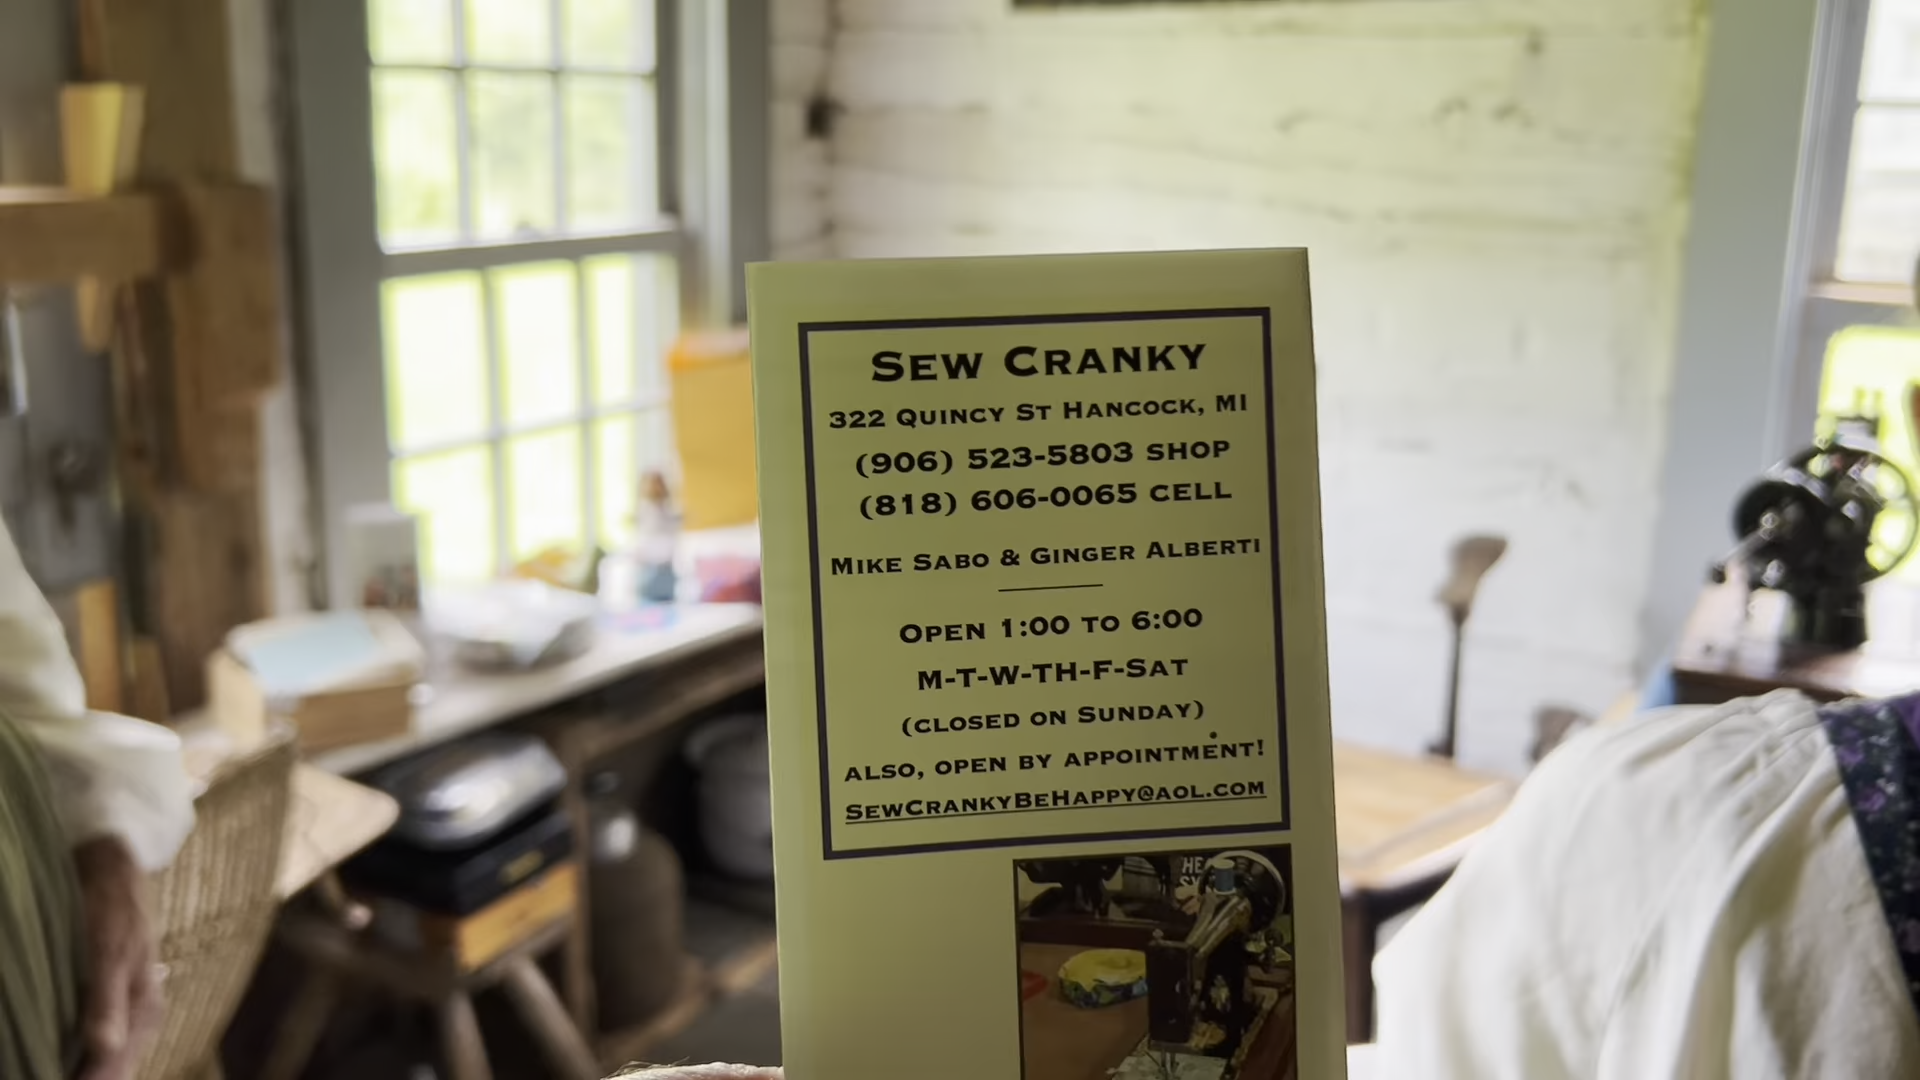 Sew Cranky
322 Quincy St Hancock, MI
(906) 523-5803 shop
(818) 606-0065 cell
Mike Sabo & Ginger Alberti
Open 1:00 to 6:00
M-T-W-Th-F-Sat
(closed on Sunday)
also, open by appointment!
SewCrankyBeHappy@aol.com